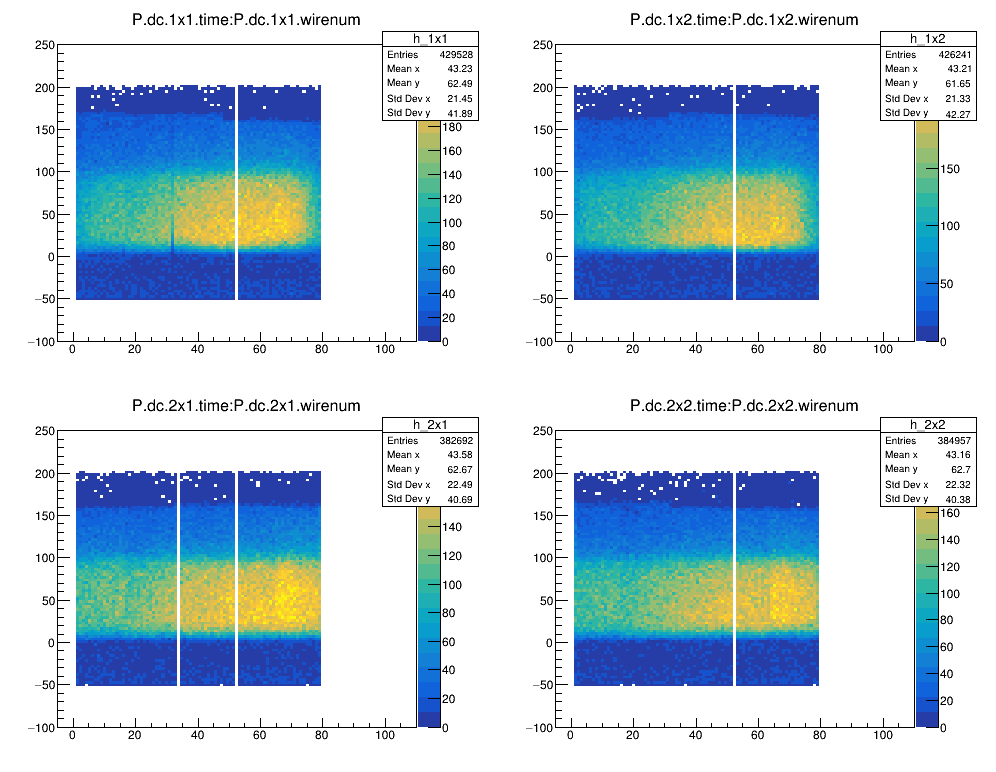 P.dc.1x1.time:P.dc.1x1.wirenum
h_1x1
Entries 429528
Mean x 43.23
Mean y 62.49
Std Dev x 21.45
Std Dev y 41.89
250
200
150
100
50
0
−50
−100
0 20 40 60 80 100
180
160
140
120
100
80
60
40
20
0
P.dc.1x2.time:P.dc.1x2.wirenum
h_1x2
Entries 426241
Mean x 43.21
Mean y 61.65
Std Dev x 21.33
Std Dev y 42.27
250
200
150
100
50
0
−50
−100
0 20 40 60 80 100
150
100
50
0
P.dc.2x1.time:P.dc.2x1.wirenum
h_2x1
Entries 382692
Mean x 43.58
Mean y 62.67
Std Dev x 22.49
Std Dev y 40.69
250
200
150
100
50
0
−50
−100
0 20 40 60 80 100
140
120
100
80
60
40
20
0
P.dc.2x2.time:P.dc.2x2.wirenum
h_2x2
Entries 384957
Mean x 43.16
Mean y 62.7
Std Dev x 22.32
Std Dev y 40.38
250
200
150
100
50
0
−50
−100
0 20 40 60 80 100
160
140
120
100
80
60
40
20
0